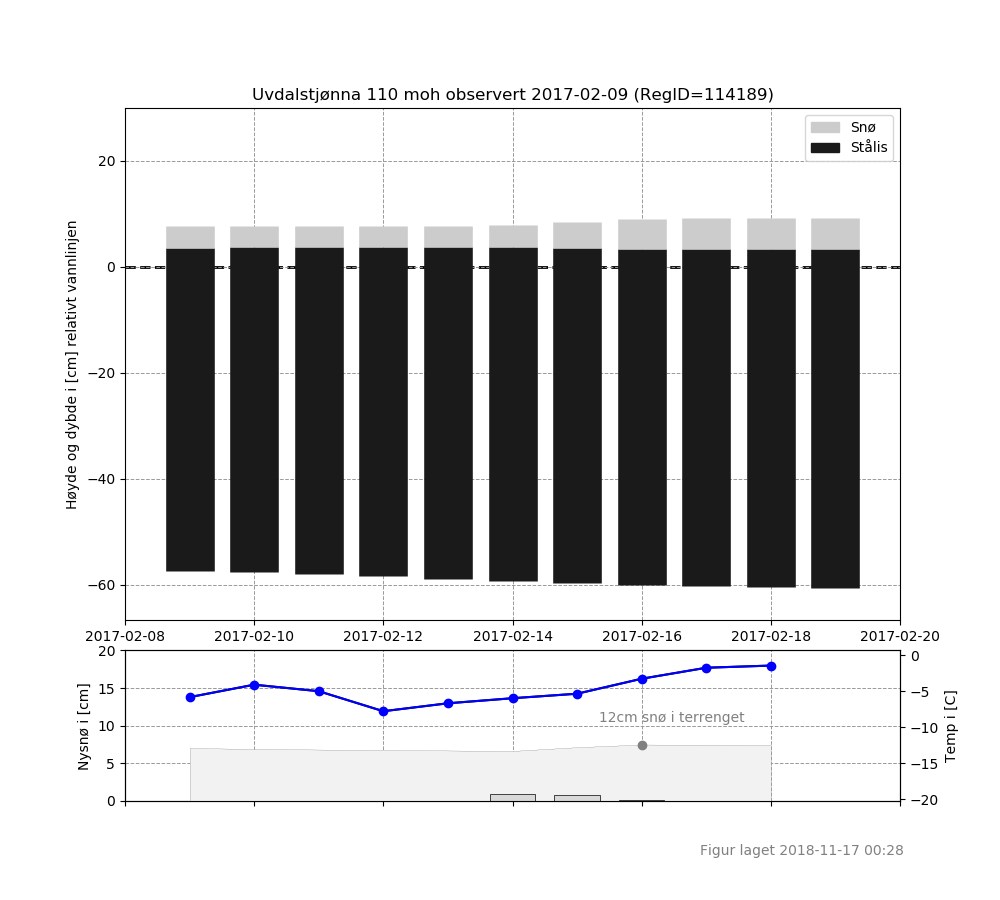 Uvdalstjønna 110 moh observert 2017-02-09 (RegID=114189)
Snø
Stålis
Høyde og dybde i [cm] relativt vannlinjen
20
0
−20
−40
−60
2017-02-08 2017-02-10 2017-02-12 2017-02-14 2017-02-16 2017-02-18 2017-02-20
Nysnø i [cm]
20
15
10
5
0
12cm snø i terrenget
0
−5
−10
−15
−20
Temp i [C]
Figur laget 2018-11-17 00:28